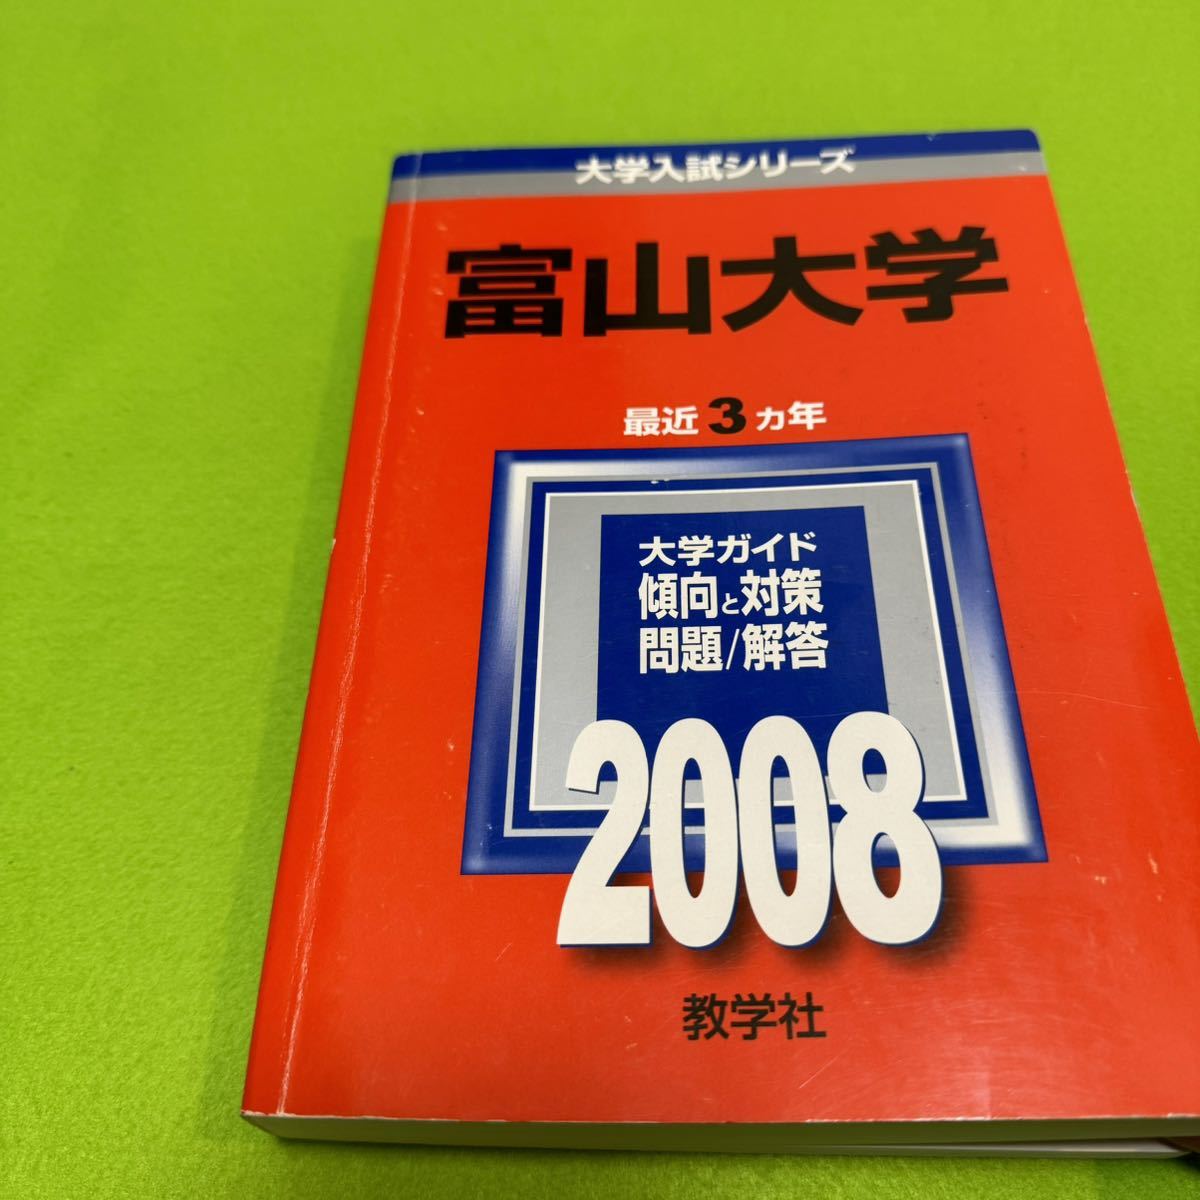 大学入試シリーズ
富山大学
最近3ヵ年
大学ガイド
傾向と対策
問題/解答
2008
教学社